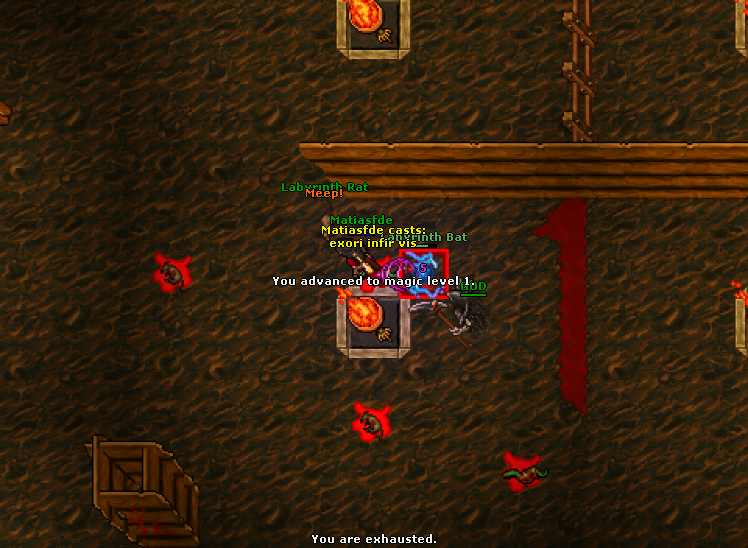 Labyrinth Rat
Meep!
Matiasfde
Matiasfde casts:
exori infir vis
Labyrinth Bat
5
You advanced to magic level 1.
GOD
You are exhausted.